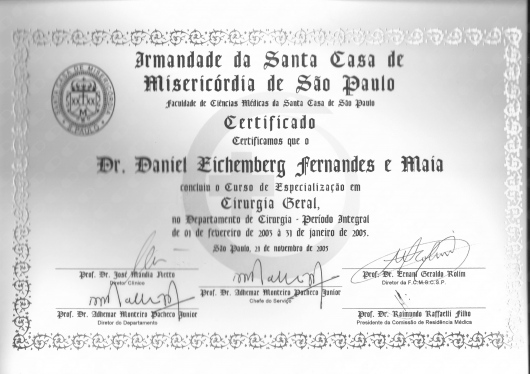 Irmandade da Santa Casa de
Misericórdia de São Paulo
Faculdade de Ciências Médicas da Santa Casa de São Paulo
Certificado
Certificamos que o
Dr. Daniel Eichemberg Fernandes e Maia
concluiu o Curso de Especialização em
Cirurgia Geral,
no Departamento de Cirurgia - Período Integral
de 01 de fevereiro de 2003 à 31 de janeiro de 2005.
São Paulo, 23 de novembro de 2005
Prof. Dr. José Mandia Netto
Diretor Clínico
Prof. Dr. Adhemar Monteiro Pacheco Junior
Chefe do Serviço
Prof. Dr. Ernani Geraldo Rolim
Diretor da F.C.M.S.C.S.P.
Prof. Dr. Adhemar Monteiro Pacheco Junior
Diretor do Departamento
Prof. Dr. Raimundo Raffaelli Filho
Presidente da Comissão de Residência Médica